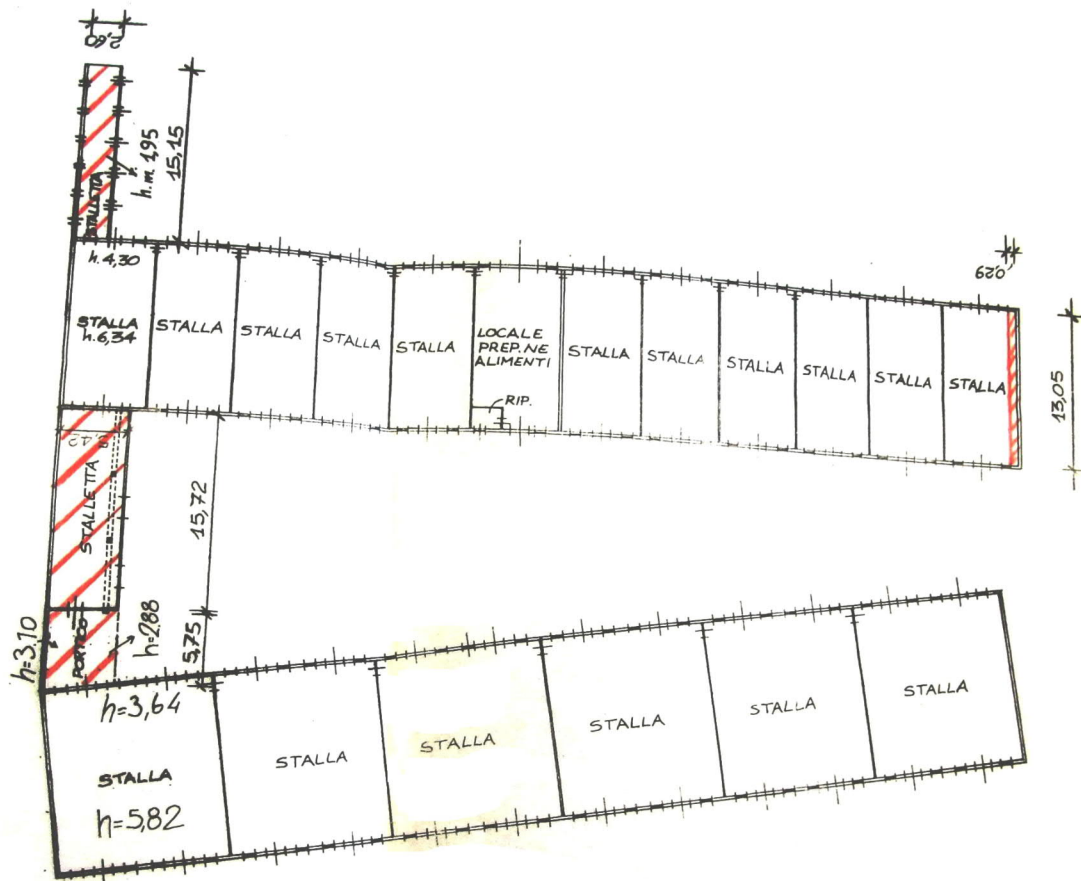 2,60
15,15
h.m. 1,95
STALLETTA
h. 4,30
STALLA
h. 6,34
STALLA
STALLA
STALLA
STALLA
LOCALE
PREP.NE
ALIMENTI
RIP.
STALLA
STALLA
STALLA
STALLA
STALLA
STALLA
0,29
13,05
STALLETTA
15,72
PORTICO
h=3,10
h=2,88
5,75
h=3,64
STALLA
h=5,82
STALLA
STALLA
STALLA
STALLA
STALLA